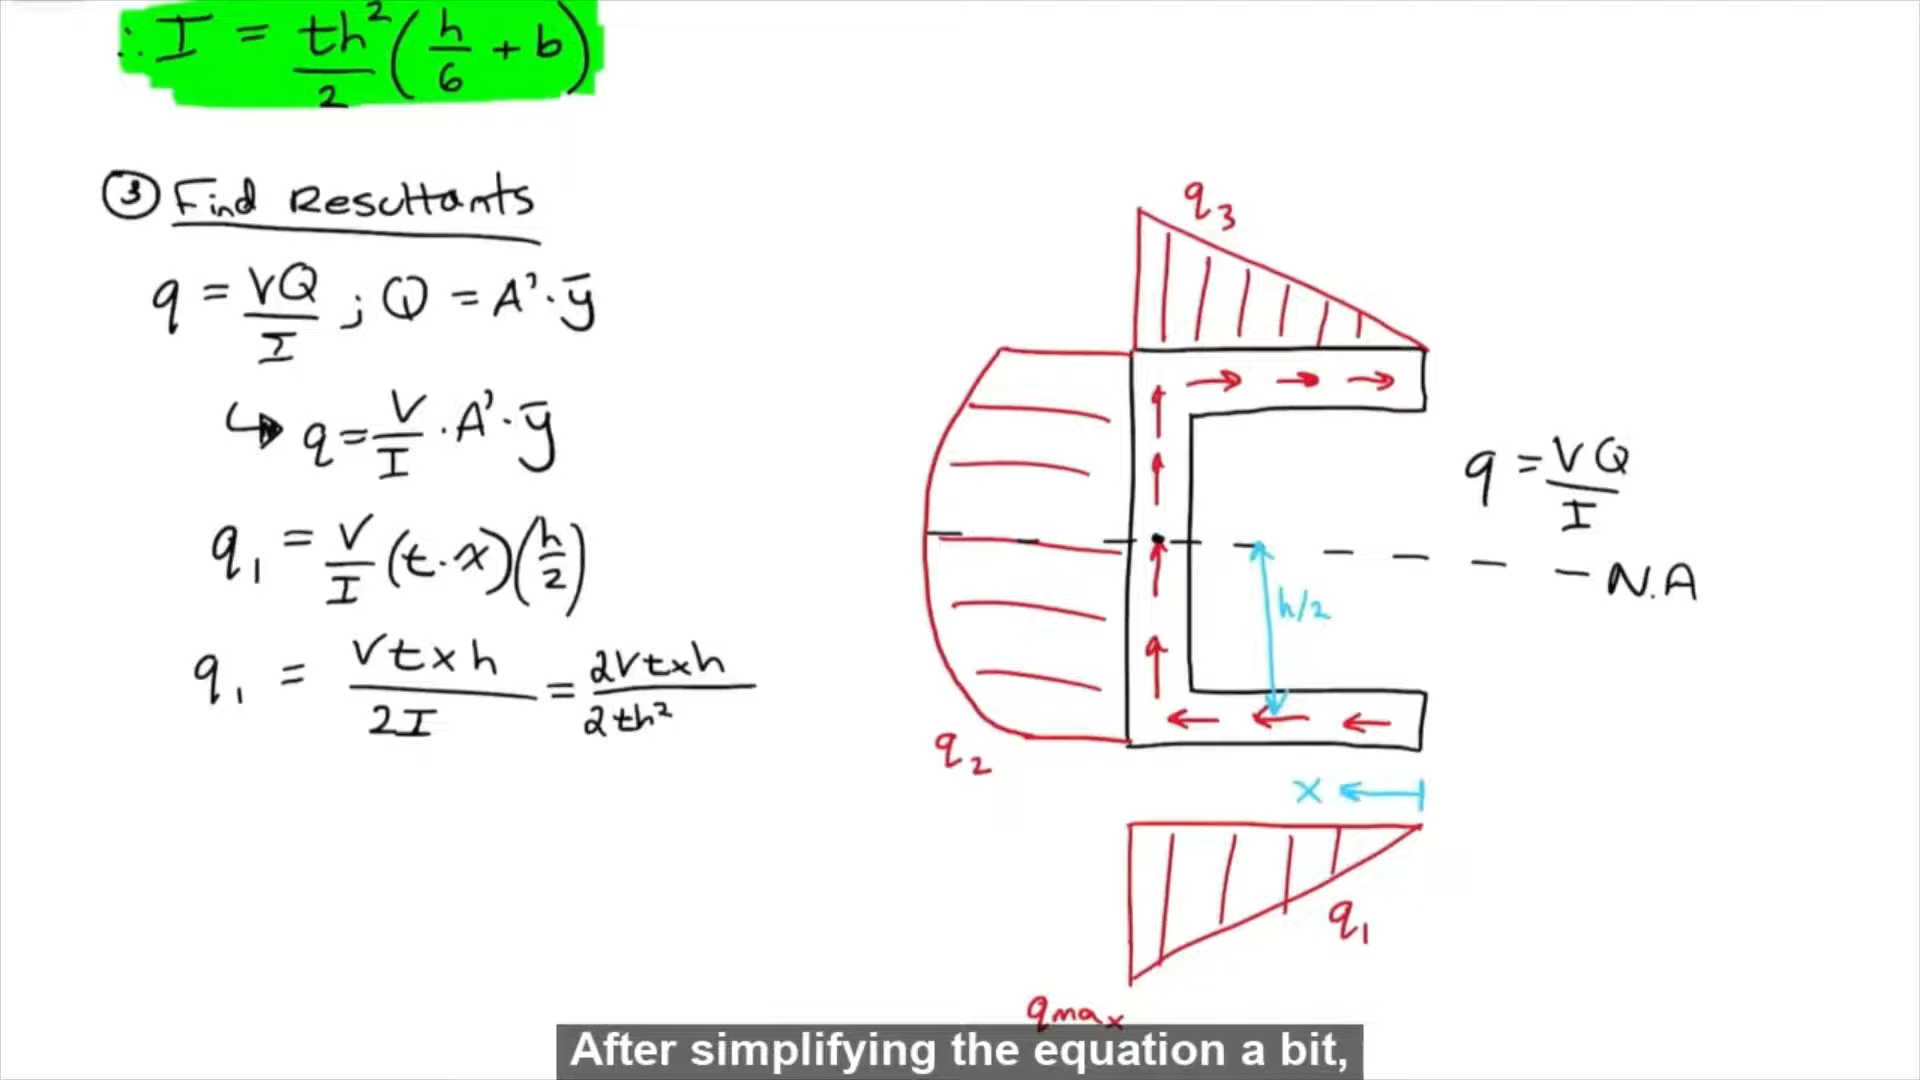 ∴ I = th²/2 (h/6 + b)
③ Find Resultants
q = VQ/I ; Q = A' · ȳ
↳ q = V/I · A' · ȳ
q₁ = V/I (t · x)(h/2)
q₁ = Vtxh/2I = 2Vtxh/2th²
q₃
q = VQ/I
N.A
h/2
q₂
x
q₁
qmax
After simplifying the equation a bit,